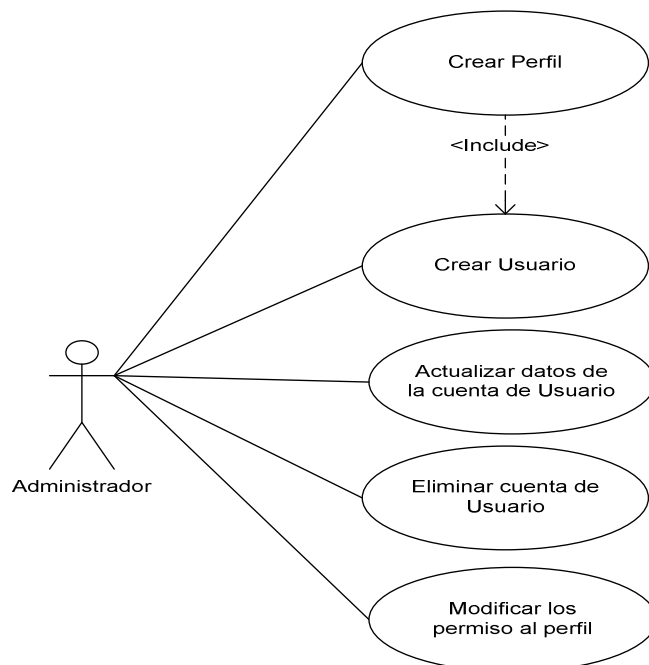 Crear Perfil
<Include>
Crear Usuario
Actualizar datos de
la cuenta de Usuario
Administrador
Eliminar cuenta de
Usuario
Modificar los
permiso al perfil